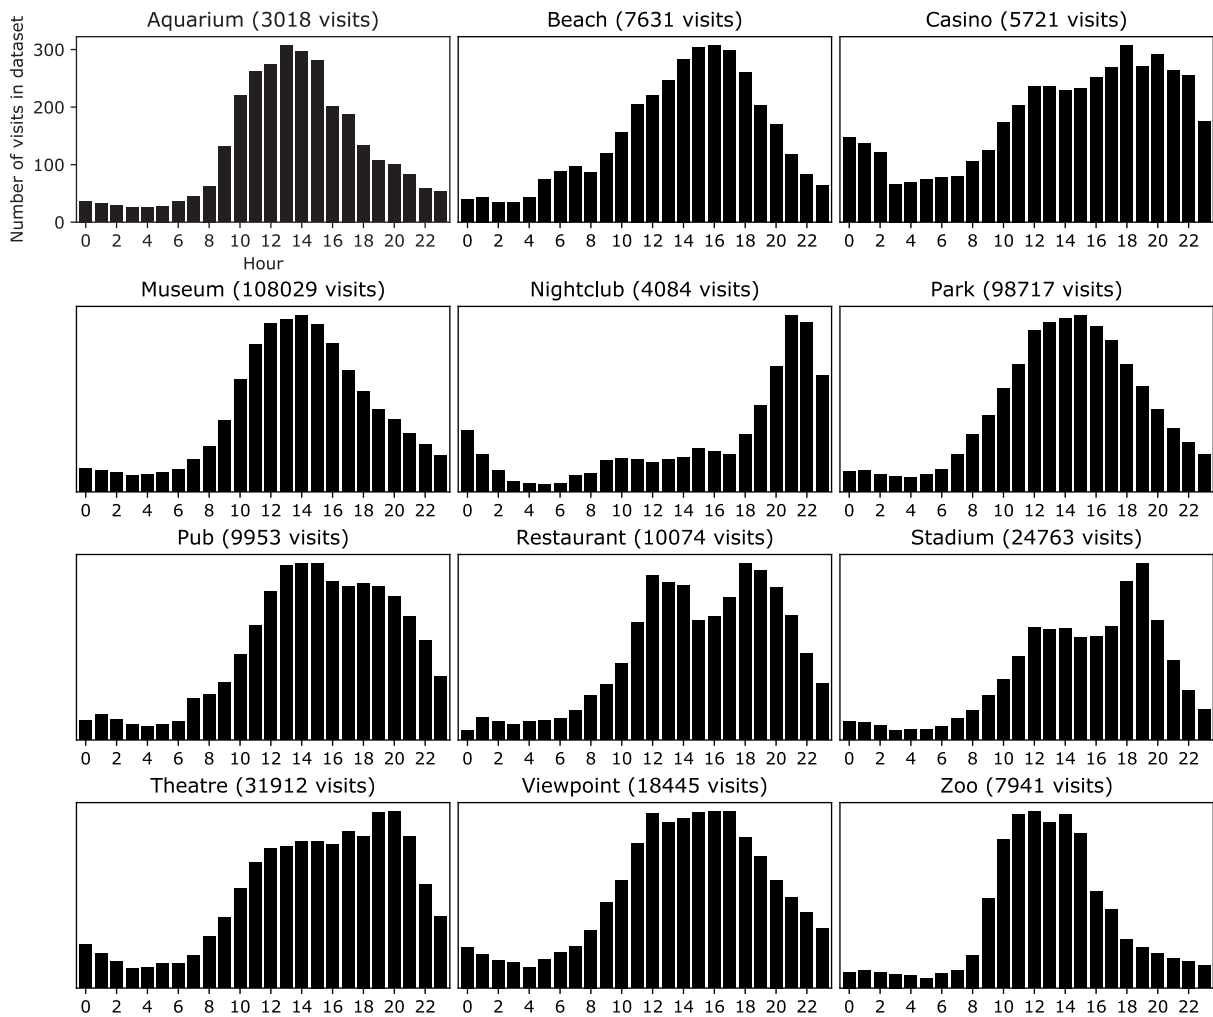 Aquarium (3018 visits) Beach (7631 visits) Casino (5721 visits)
Number of visits in dataset
300
200
100
0
0 2 4 6 8 10 12 14 16 18 20 22 0 2 4 6 8 10 12 14 16 18 20 22 0 2 4 6 8 10 12 14 16 18 20 22
Hour
Museum (108029 visits) Nightclub (4084 visits) Park (98717 visits)
0 2 4 6 8 10 12 14 16 18 20 22 0 2 4 6 8 10 12 14 16 18 20 22 0 2 4 6 8 10 12 14 16 18 20 22
Pub (9953 visits) Restaurant (10074 visits) Stadium (24763 visits)
0 2 4 6 8 10 12 14 16 18 20 22 0 2 4 6 8 10 12 14 16 18 20 22 0 2 4 6 8 10 12 14 16 18 20 22
Theatre (31912 visits) Viewpoint (18445 visits) Zoo (7941 visits)
0 2 4 6 8 10 12 14 16 18 20 22 0 2 4 6 8 10 12 14 16 18 20 22 0 2 4 6 8 10 12 14 16 18 20 22